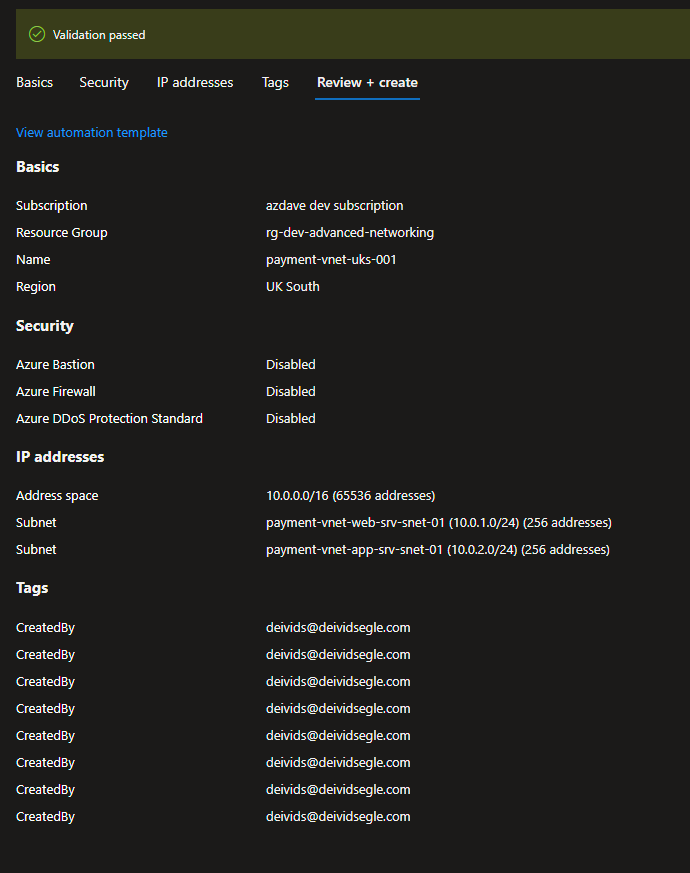 Validation passed
Basics Security IP addresses Tags Review + create
View automation template
Basics
Subscription azdave dev subscription
Resource Group rg-dev-advanced-networking
Name payment-vnet-uks-001
Region UK South
Security
Azure Bastion Disabled
Azure Firewall Disabled
Azure DDoS Protection Standard Disabled
IP addresses
Address space 10.0.0.0/16 (65536 addresses)
Subnet payment-vnet-web-srv-snet-01 (10.0.1.0/24) (256 addresses)
Subnet payment-vnet-app-srv-snet-01 (10.0.2.0/24) (256 addresses)
Tags
CreatedBy deivids@deividsegle.com
CreatedBy deivids@deividsegle.com
CreatedBy deivids@deividsegle.com
CreatedBy deivids@deividsegle.com
CreatedBy deivids@deividsegle.com
CreatedBy deivids@deividsegle.com
CreatedBy deivids@deividsegle.com
CreatedBy deivids@deividsegle.com